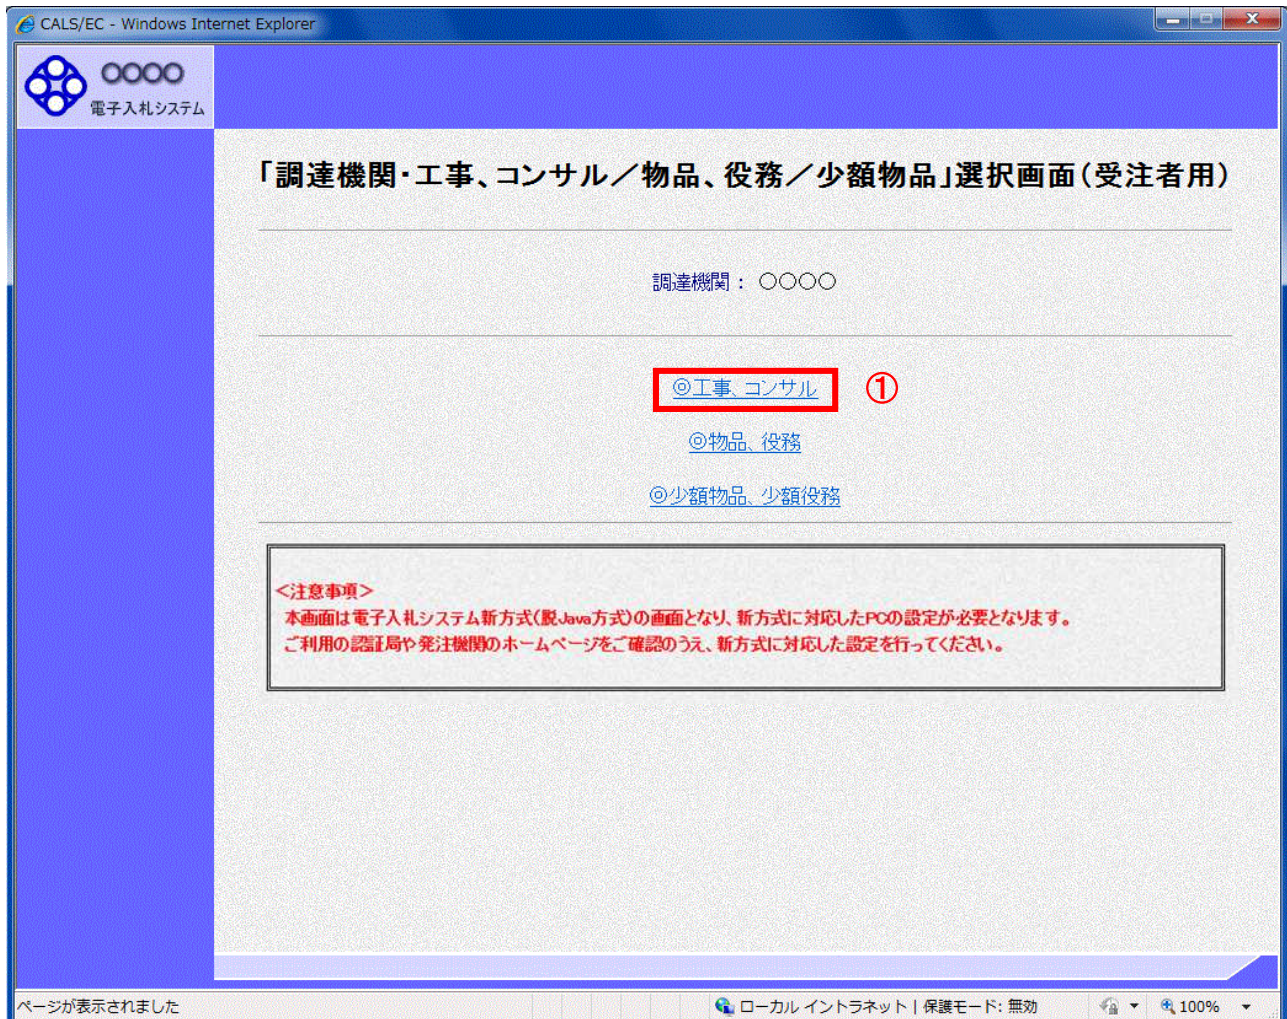 CALS/EC - Windows Internet Explorer
○○○○
電子入札システム
「調達機関・工事、コンサル／物品、役務／少額物品」選択画面（受注者用）
調達機関： ○○○○
◎工事、コンサル
①
◎物品、役務
◎少額物品、少額役務
＜注意事項＞
本画面は電子入札システム新方式(脱Java方式)の画面となり、新方式に対応したPCの設定が必要となります。
ご利用の認証局や発注機関のホームページをご確認のうえ、新方式に対応した設定を行ってください。
ページが表示されました
ローカル イントラネット | 保護モード: 無効
100%